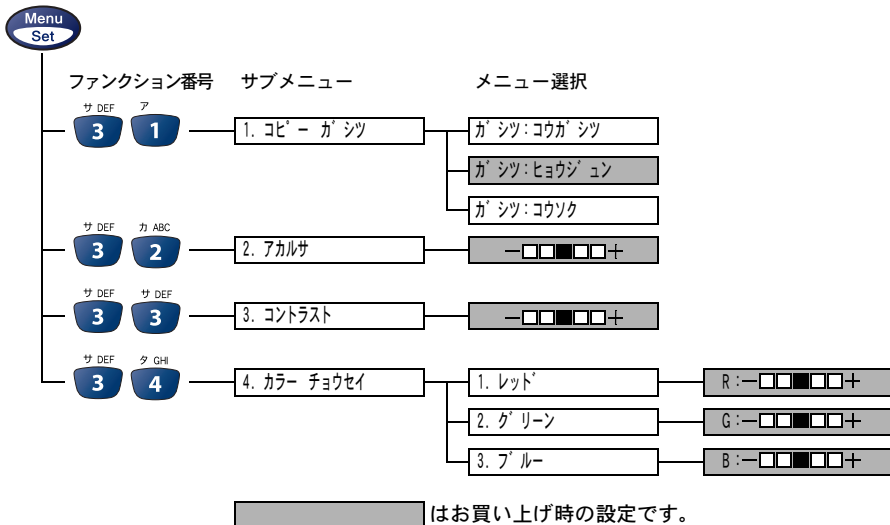 Menu
Set
ファンクション番号 サブメニュー メニュー選択
サ DEF ア
3 1 1. コピー ガシツ ガシツ:コウガシツ
ガシツ:ヒョウジュン
ガシツ:コウソク
サ DEF カ ABC
3 2 2. アカルサ -□□■□□+
サ DEF サ DEF
3 3 3. コントラスト -□□■□□+
サ DEF タ GHI
3 4 4. カラー チョウセイ 1. レッド R:-□□■□□+
2. グリーン G:-□□■□□+
3. ブルー B:-□□■□□+
はお買い上げ時の設定です。